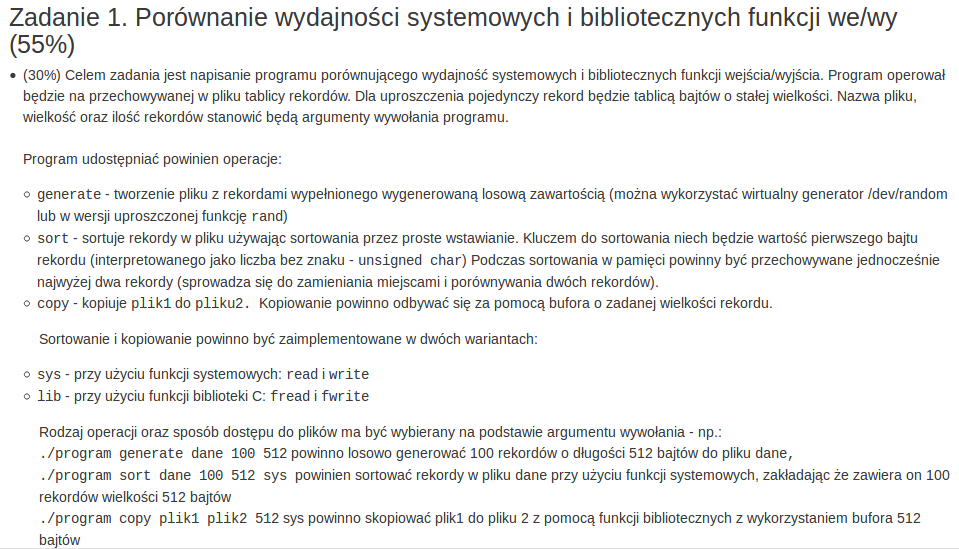 Zadanie 1. Porównanie wydajności systemowych i bibliotecznych funkcji we/wy
(55%)
• (30%) Celem zadania jest napisanie programu porównującego wydajność systemowych i bibliotecznych funkcji wejścia/wyjścia. Program operował
będzie na przechowywanej w pliku tablicy rekordów. Dla uproszczenia pojedynczy rekord będzie tablicą bajtów o stałej wielkości. Nazwa pliku,
wielkość oraz ilość rekordów stanowić będą argumenty wywołania programu.
Program udostępniać powinien operacje:
○ generate - tworzenie pliku z rekordami wypełnionego wygenerowaną losową zawartością (można wykorzystać wirtualny generator /dev/random
lub w wersji uproszczonej funkcję rand)
○ sort - sortuje rekordy w pliku używając sortowania przez proste wstawianie. Kluczem do sortowania niech będzie wartość pierwszego bajtu
rekordu (interpretowanego jako liczba bez znaku - unsigned char) Podczas sortowania w pamięci powinny być przechowywane jednocześnie
najwyżej dwa rekordy (sprowadza się do zamieniania miejscami i porównywania dwóch rekordów).
○ copy - kopiuje plik1 do pliku2. Kopiowanie powinno odbywać się za pomocą bufora o zadanej wielkości rekordu.
Sortowanie i kopiowanie powinno być zaimplementowane w dwóch wariantach:
○ sys - przy użyciu funkcji systemowych: read i write
○ lib - przy użyciu funkcji biblioteki C: fread i fwrite
Rodzaj operacji oraz sposób dostępu do plików ma być wybierany na podstawie argumentu wywołania - np.:
./program generate dane 100 512 powinno losowo generować 100 rekordów o długości 512 bajtów do pliku dane,
./program sort dane 100 512 sys powinien sortować rekordy w pliku dane przy użyciu funkcji systemowych, zakładając że zawiera on 100
rekordów wielkości 512 bajtów
./program copy plik1 plik2 512 sys powinno skopiować plik1 do pliku 2 z pomocą funkcji bibliotecznych z wykorzystaniem bufora 512
bajtów